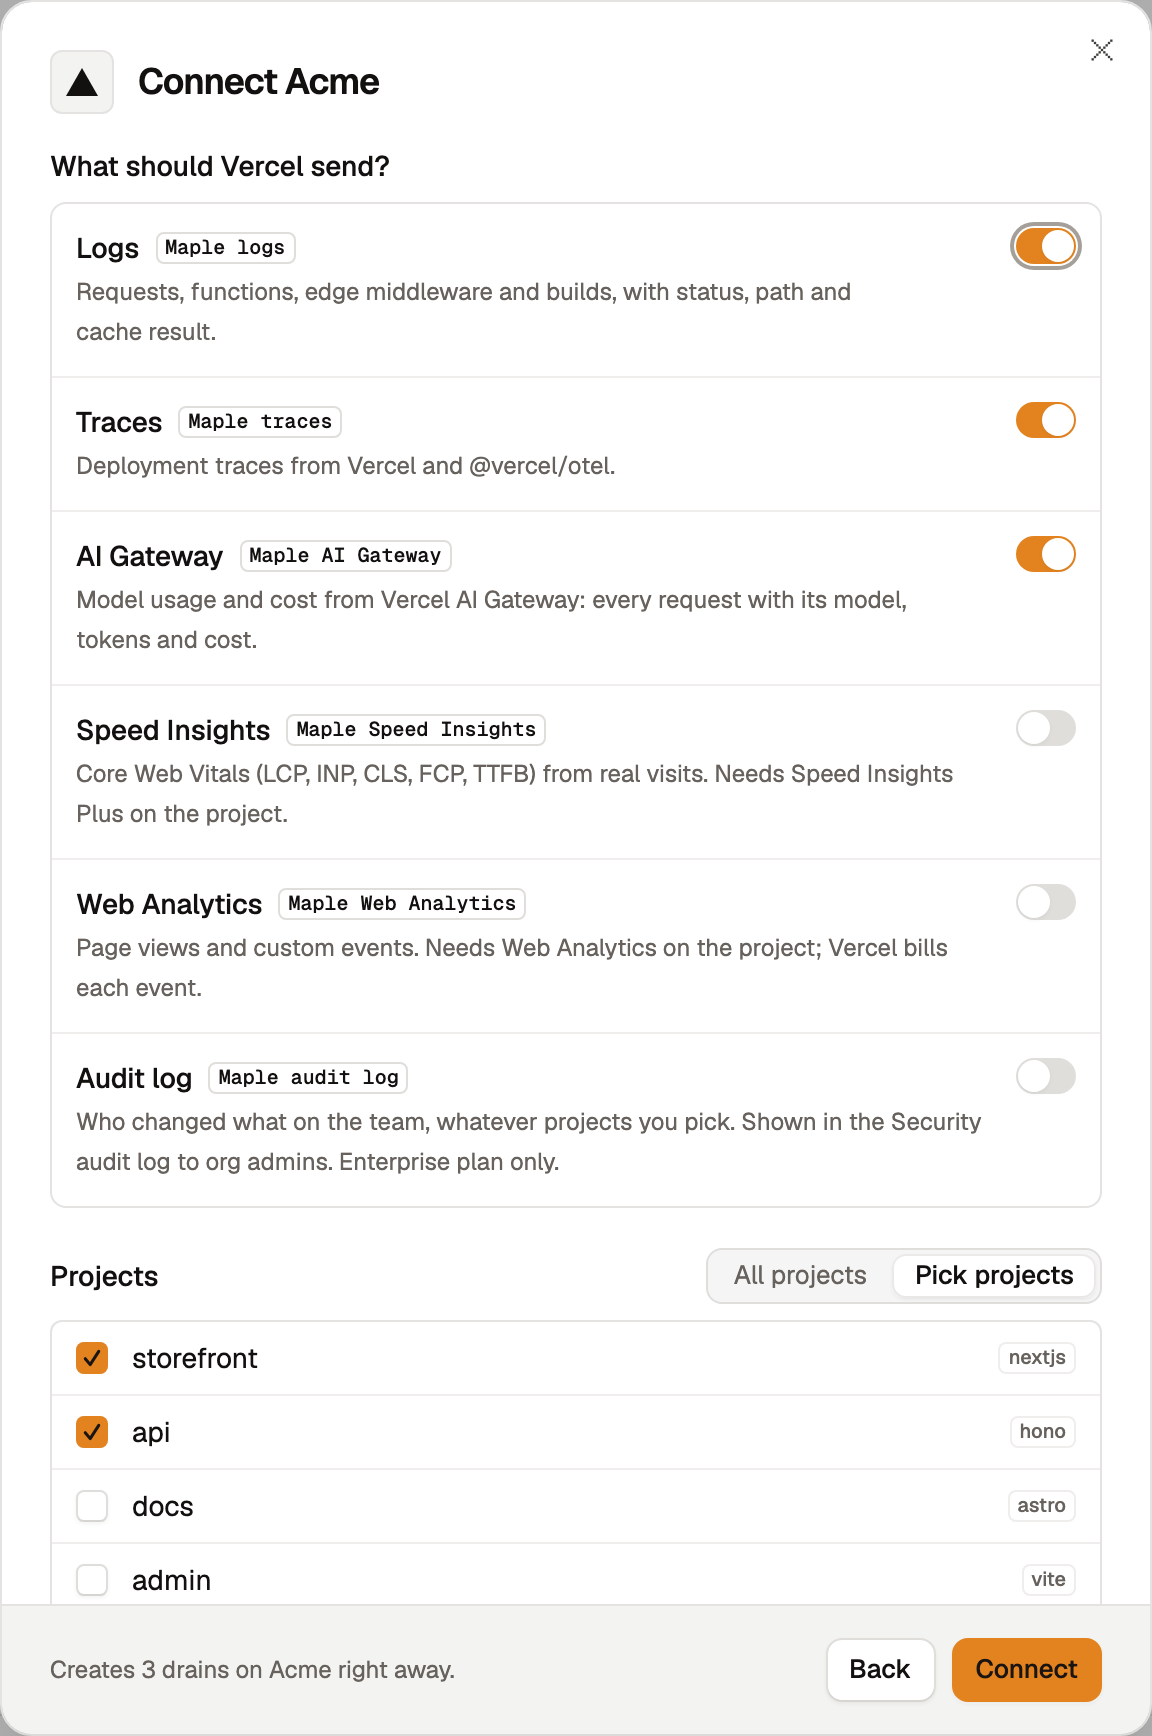 Connect Acme
What should Vercel send?
Logs Maple logs
Requests, functions, edge middleware and builds, with status, path and
cache result.
Traces Maple traces
Deployment traces from Vercel and @vercel/otel.
AI Gateway Maple AI Gateway
Model usage and cost from Vercel AI Gateway: every request with its model,
tokens and cost.
Speed Insights Maple Speed Insights
Core Web Vitals (LCP, INP, CLS, FCP, TTFB) from real visits. Needs Speed Insights
Plus on the project.
Web Analytics Maple Web Analytics
Page views and custom events. Needs Web Analytics on the project; Vercel bills
each event.
Audit log Maple audit log
Who changed what on the team, whatever projects you pick. Shown in the Security
audit log to org admins. Enterprise plan only.
Projects All projects Pick projects
storefront nextjs
api hono
docs astro
admin vite
Creates 3 drains on Acme right away. Back Connect